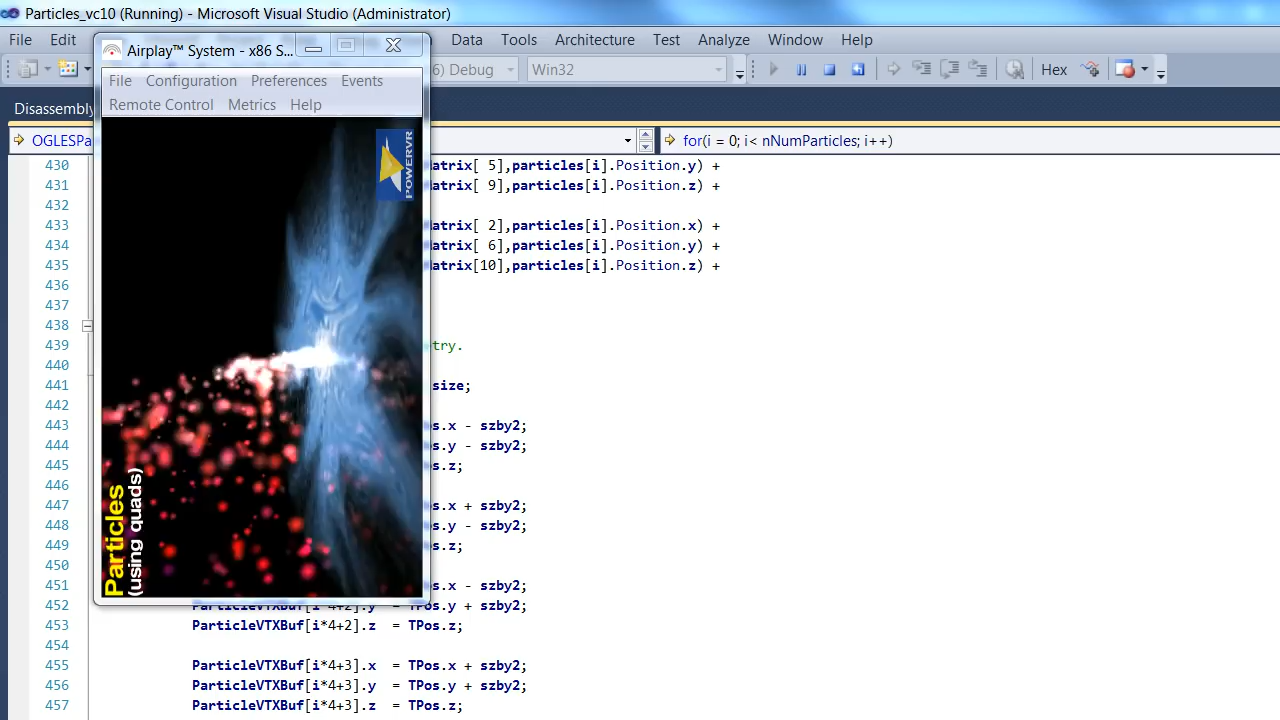 Particles_vc10 (Running) - Microsoft Visual Studio (Administrator)
File Edit Data Tools Architecture Test Analyze Window Help
6) Debug Win32 Hex
Airplay™ System - x86 S...
File Configuration Preferences Events
Remote Control Metrics Help
POWERVR
Particles
(using quads)
Disassembly
OGLESPa for(i = 0; i< nNumParticles; i++)
430 atrix[ 5],particles[i].Position.y) +
431 atrix[ 9],particles[i].Position.z) +
432
433 atrix[ 2],particles[i].Position.x) +
434 atrix[ 6],particles[i].Position.y) +
435 atrix[10],particles[i].Position.z) +
436
437
438
439 try.
440
441 size;
442
443 s.x - szby2;
444 s.y - szby2;
445 s.z;
446
447 s.x + szby2;
448 s.y - szby2;
449 s.z;
450
451 s.x - szby2;
452 ParticleVTXBuf[i*4+2].y = TPos.y + szby2;
453 ParticleVTXBuf[i*4+2].z = TPos.z;
454
455 ParticleVTXBuf[i*4+3].x = TPos.x + szby2;
456 ParticleVTXBuf[i*4+3].y = TPos.y + szby2;
457 ParticleVTXBuf[i*4+3].z = TPos.z;